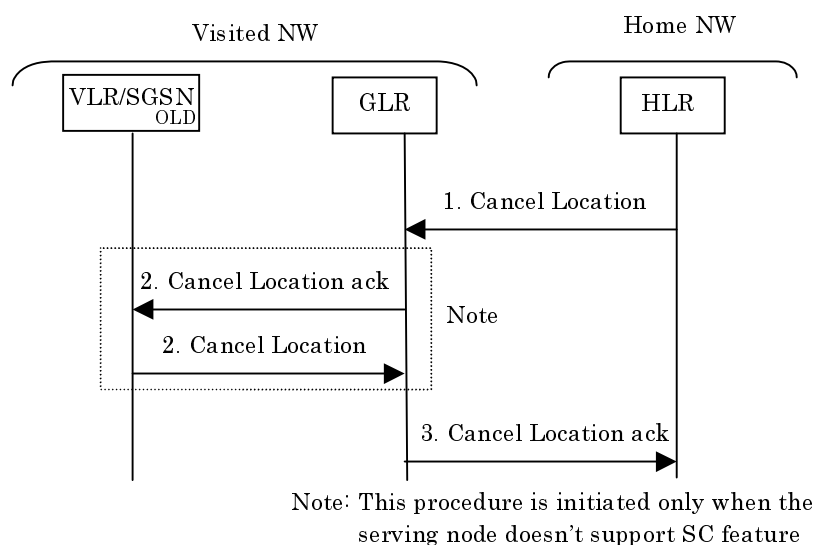 Visited NW
Home NW
VLR/SGSN
OLD
GLR
HLR
1. Cancel Location
2. Cancel Location ack
Note
2. Cancel Location
3. Cancel Location ack
Note: This procedure is initiated only when the
serving node doesn't support SC feature